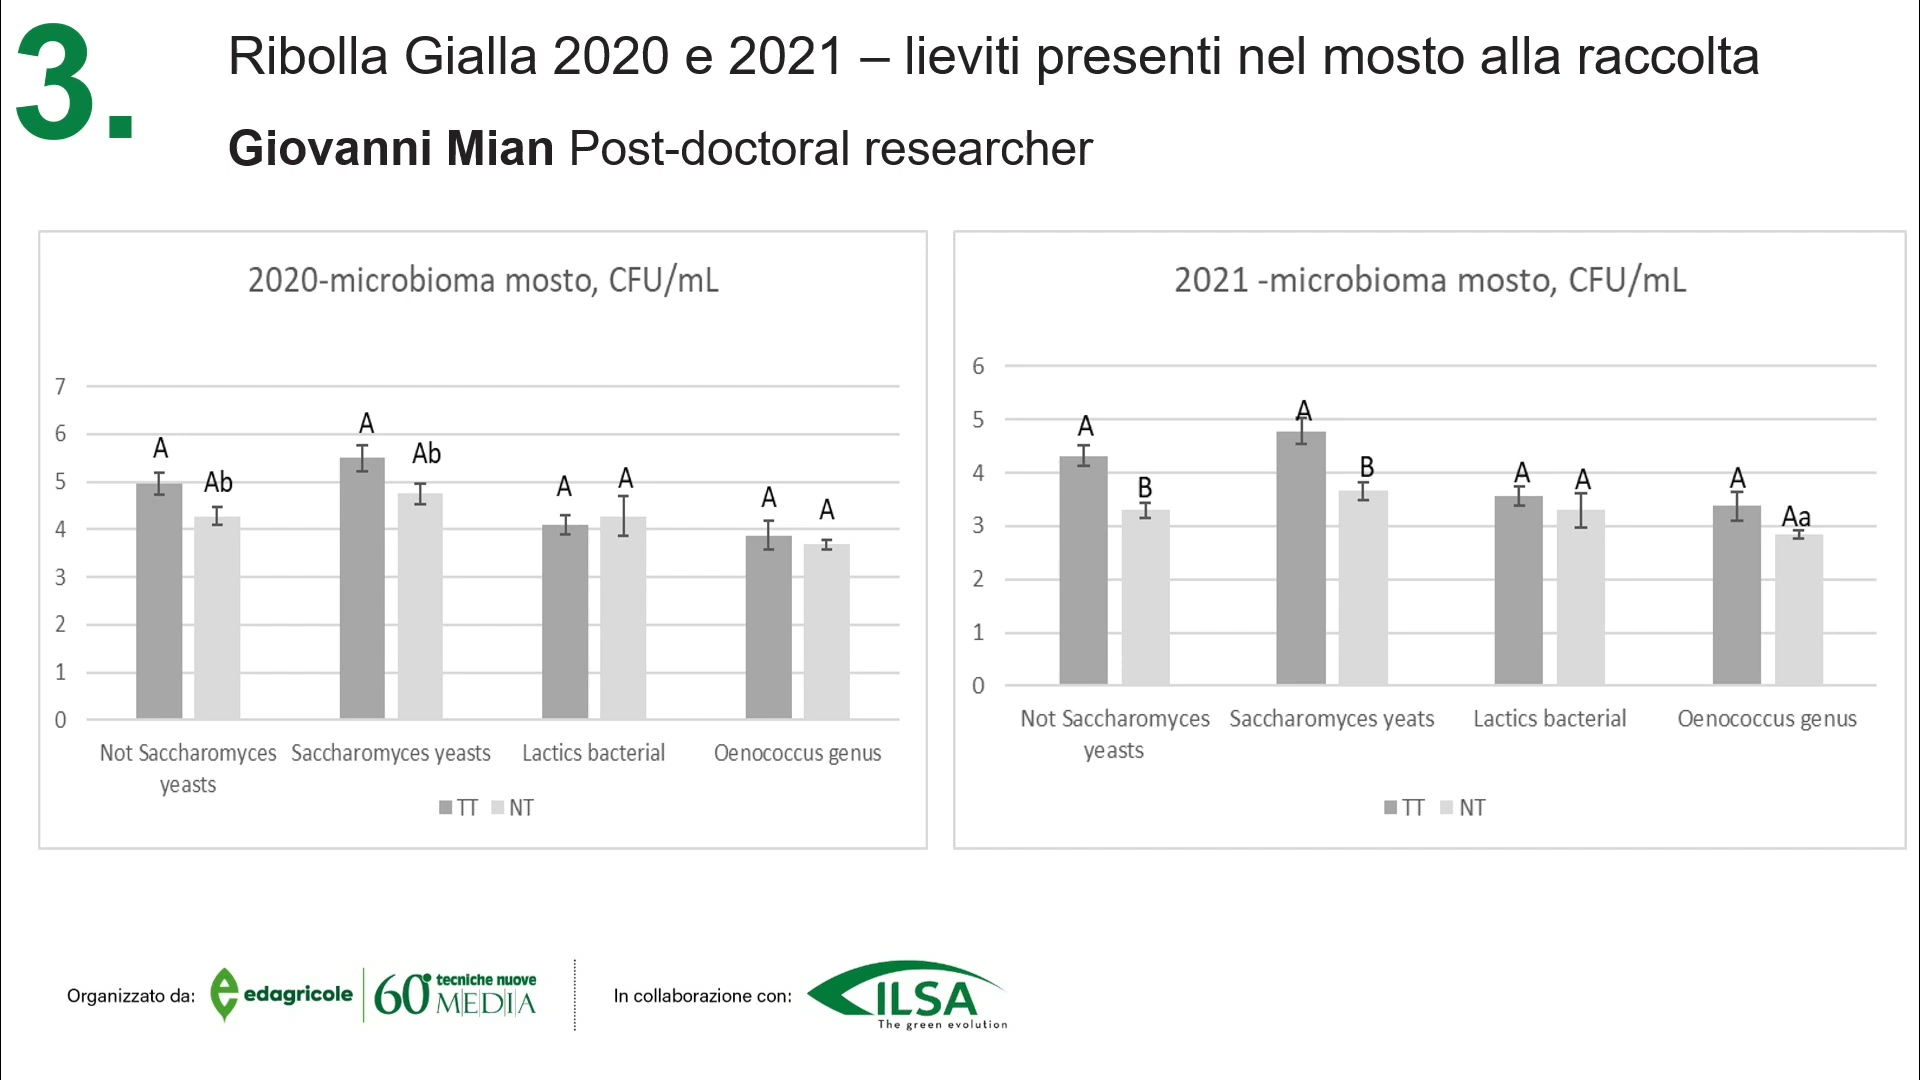 3.
Ribolla Gialla 2020 e 2021 – lieviti presenti nel mosto alla raccolta
Giovanni Mian Post-doctoral researcher
2020-microbioma mosto, CFU/mL
7
6
5
4
3
2
1
0
A
Ab
A
Ab
A
A
A
A
Not Saccharomyces
yeasts
Saccharomyces yeasts
Lactics bacterial
Oenococcus genus
TT NT
2021 -microbioma mosto, CFU/mL
6
5
4
3
2
1
0
A
B
A
B
A
A
A
Aa
Not Saccharomyces
yeasts
Saccharomyces yeats
Lactics bacterial
Oenococcus genus
TT NT
Organizzato da:
edagricole
60°
tecniche nuove
MEDIA
In collaborazione con:
ILSA
The green evolution